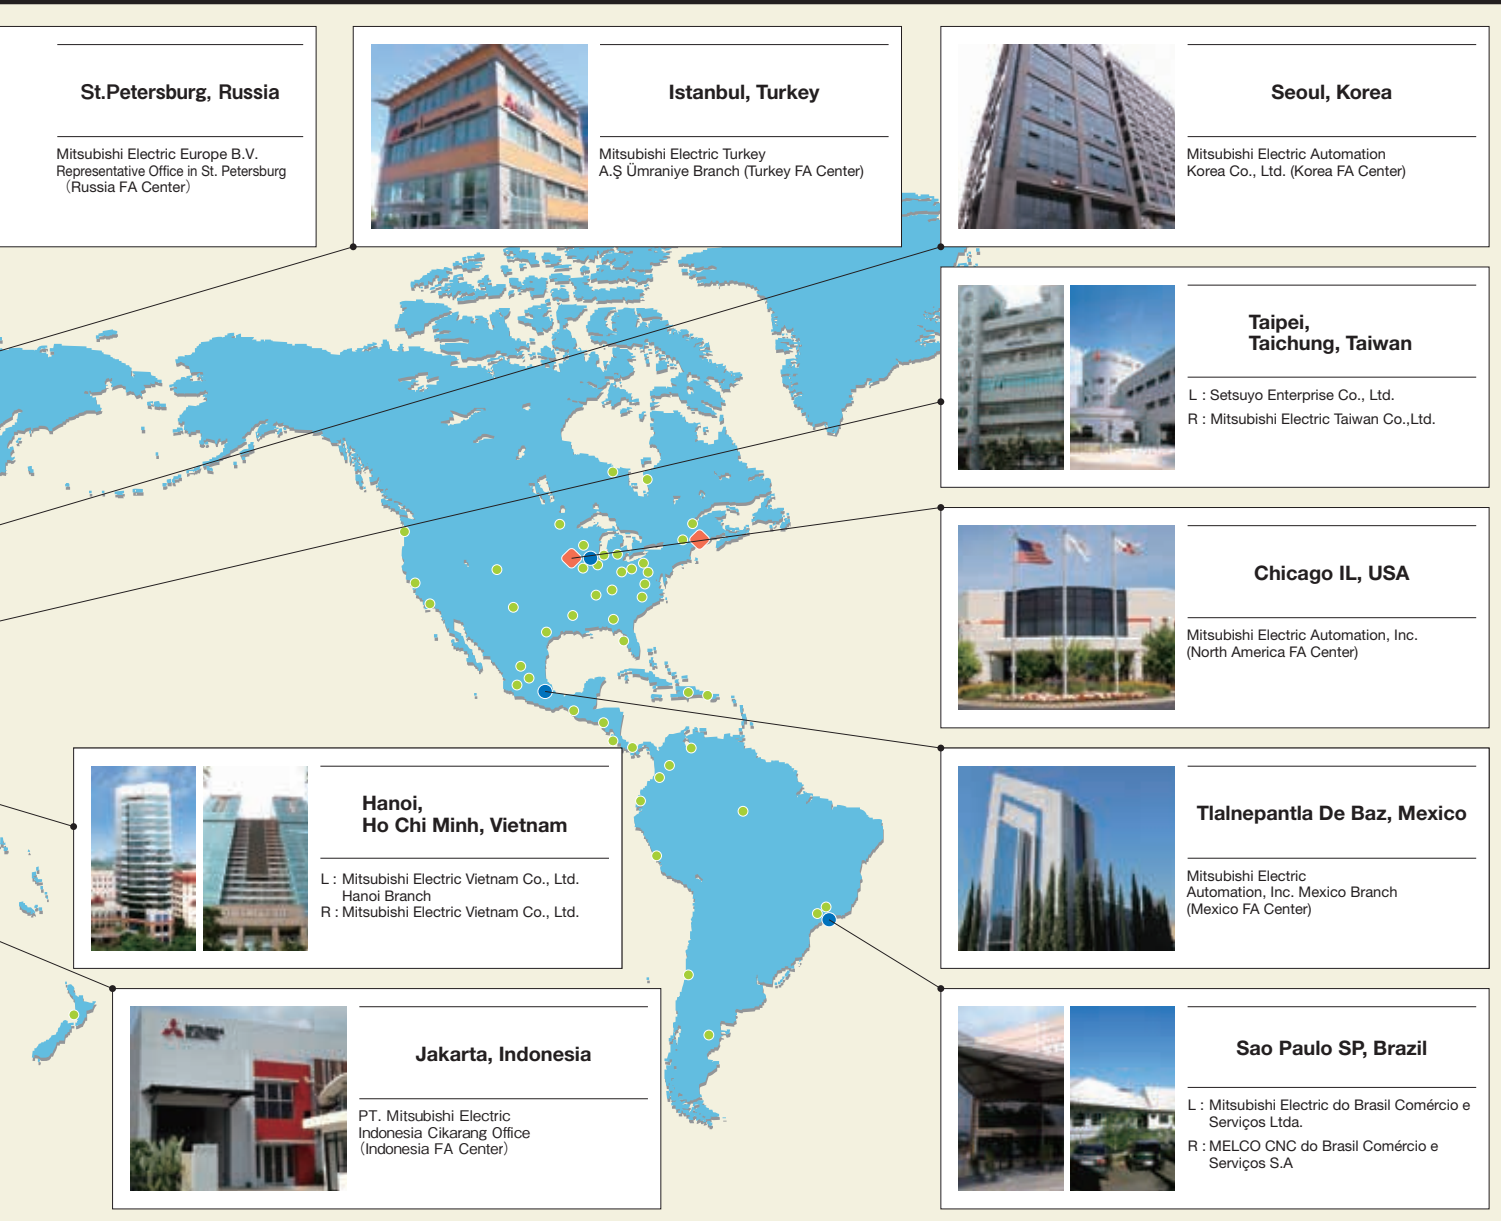 St.Petersburg, Russia
Mitsubishi Electric Europe B.V.
Representative Office in St. Petersburg
(Russia FA Center)
Istanbul, Turkey
Mitsubishi Electric Turkey
A.Ş Ümraniye Branch (Turkey FA Center)
Seoul, Korea
Mitsubishi Electric Automation
Korea Co., Ltd. (Korea FA Center)
Taipei,
Taichung, Taiwan
L : Setsuyo Enterprise Co., Ltd.
R : Mitsubishi Electric Taiwan Co.,Ltd.
Chicago IL, USA
Mitsubishi Electric Automation, Inc.
(North America FA Center)
Hanoi,
Ho Chi Minh, Vietnam
L : Mitsubishi Electric Vietnam Co., Ltd.
Hanoi Branch
R : Mitsubishi Electric Vietnam Co., Ltd.
Tlalnepantla De Baz, Mexico
Mitsubishi Electric
Automation, Inc. Mexico Branch
(Mexico FA Center)
Jakarta, Indonesia
PT. Mitsubishi Electric
Indonesia Cikarang Office
(Indonesia FA Center)
Sao Paulo SP, Brazil
L : Mitsubishi Electric do Brasil Comércio e
Serviços Ltda.
R : MELCO CNC do Brasil Comércio e
Serviços S.A